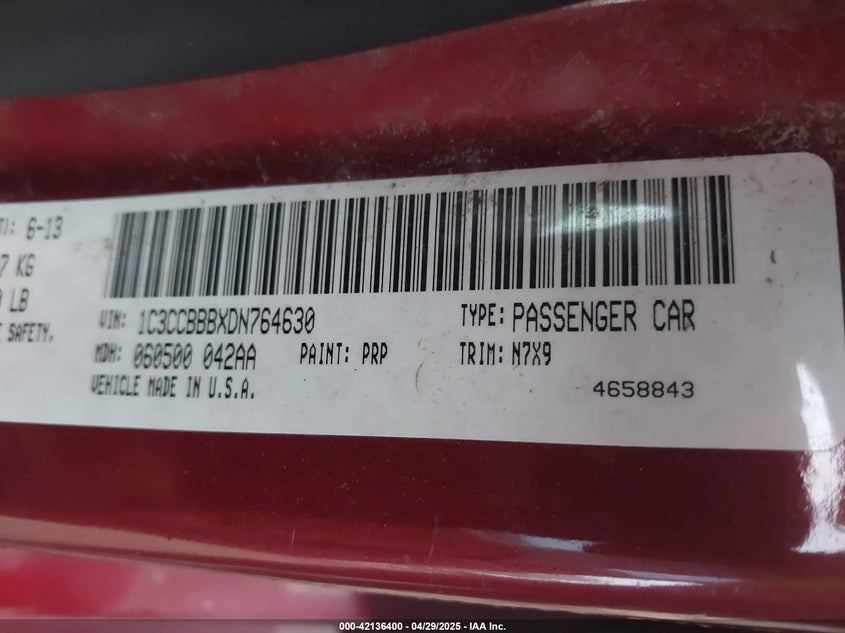 T): 6-13
7 KG
LB
SAFETY.
VIN: 1C3CCBBBXDN764630
TYPE: PASSENGER CAR
MDH: 060500 042AA
PAINT: PRP
TRIM: N7X9
VEHICLE MADE IN U.S.A.
4658843
000-42136400 - 04/29/2025 - IAA Inc.